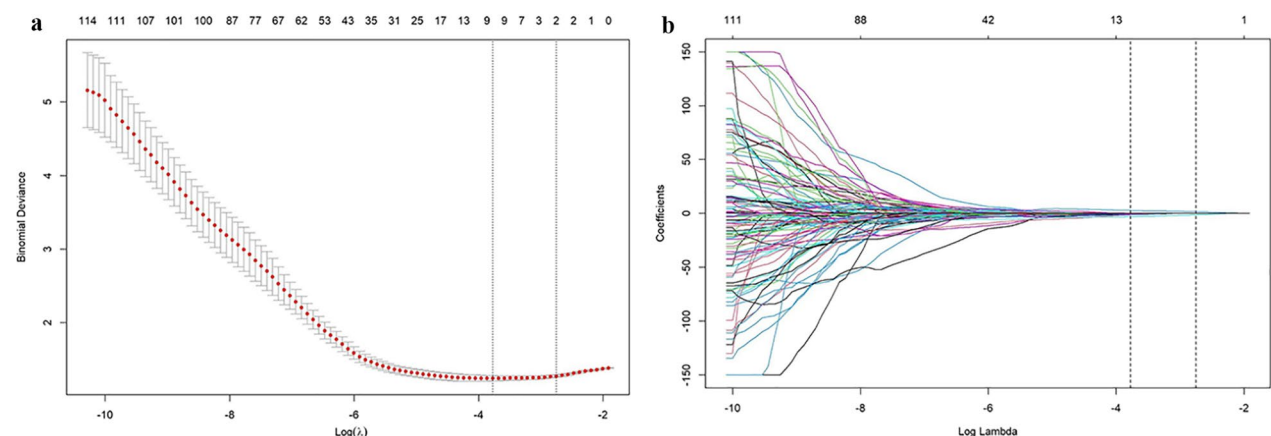 a
114 111 107 101 100 87 77 67 62 53 43 35 31 25 17 13 9 9 7 3 2 2 1 0
Binomial Deviance
5
4
3
2
-10 -8 -6 -4 -2
Log(λ)
b
111 88 42 13 1
Coefficients
150
100
50
0
-50
-100
-150
-10 -8 -6 -4 -2
Log Lambda